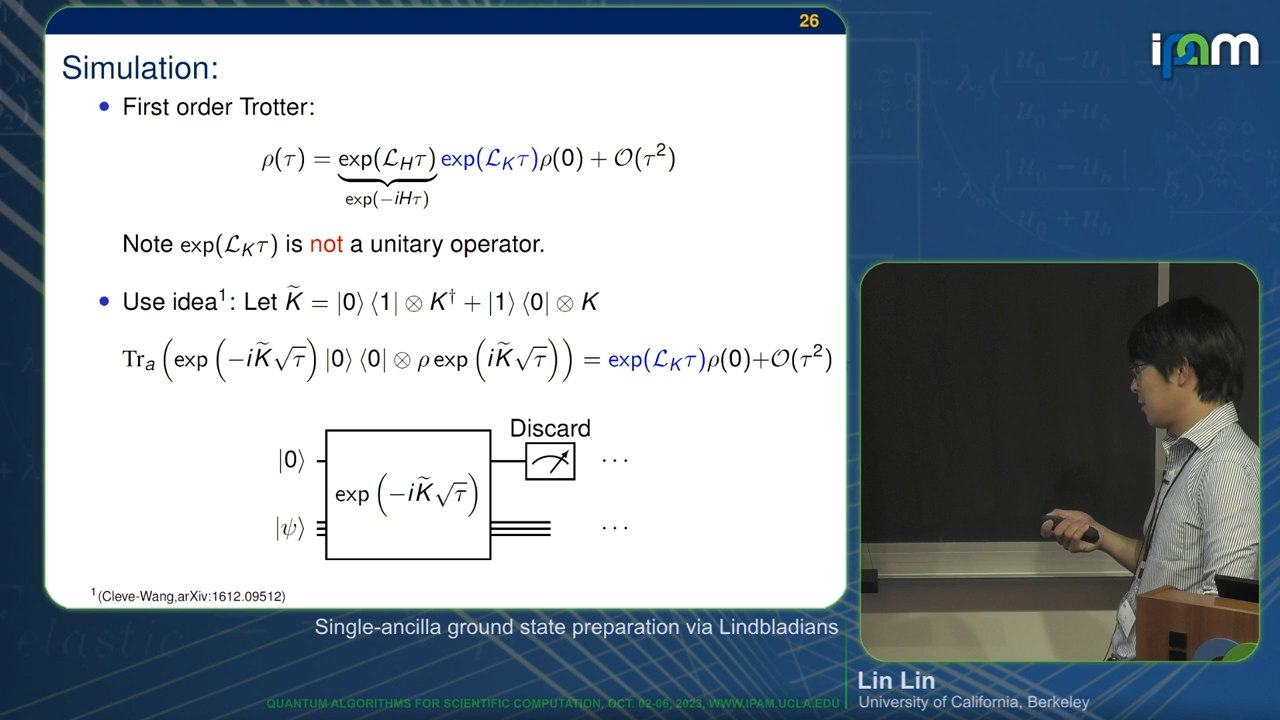 26
ipam
Simulation:
• First order Trotter:
ρ(τ) = exp(ℒ_H τ) exp(ℒ_K τ)ρ(0) + 𝒪(τ²)
exp(−iHτ)
Note exp(ℒ_K τ) is not a unitary operator.
• Use idea¹: Let K̃ = |0⟩ ⟨1| ⊗ K† + |1⟩ ⟨0| ⊗ K
Trₐ (exp (−iK̃√τ) |0⟩ ⟨0| ⊗ ρ exp (iK̃√τ)) = exp(ℒ_K τ)ρ(0)+𝒪(τ²)
Discard
|0⟩
exp (−iK̃√τ)
···
|ψ⟩
···
¹(Cleve-Wang,arXiv:1612.09512)
Single-ancilla ground state preparation via Lindbladians
Lin Lin
University of California, Berkeley
QUANTUM ALGORITHMS FOR SCIENTIFIC COMPUTATION, OCT. 02-06, 2023, WWW.IPAM.UCLA.EDU